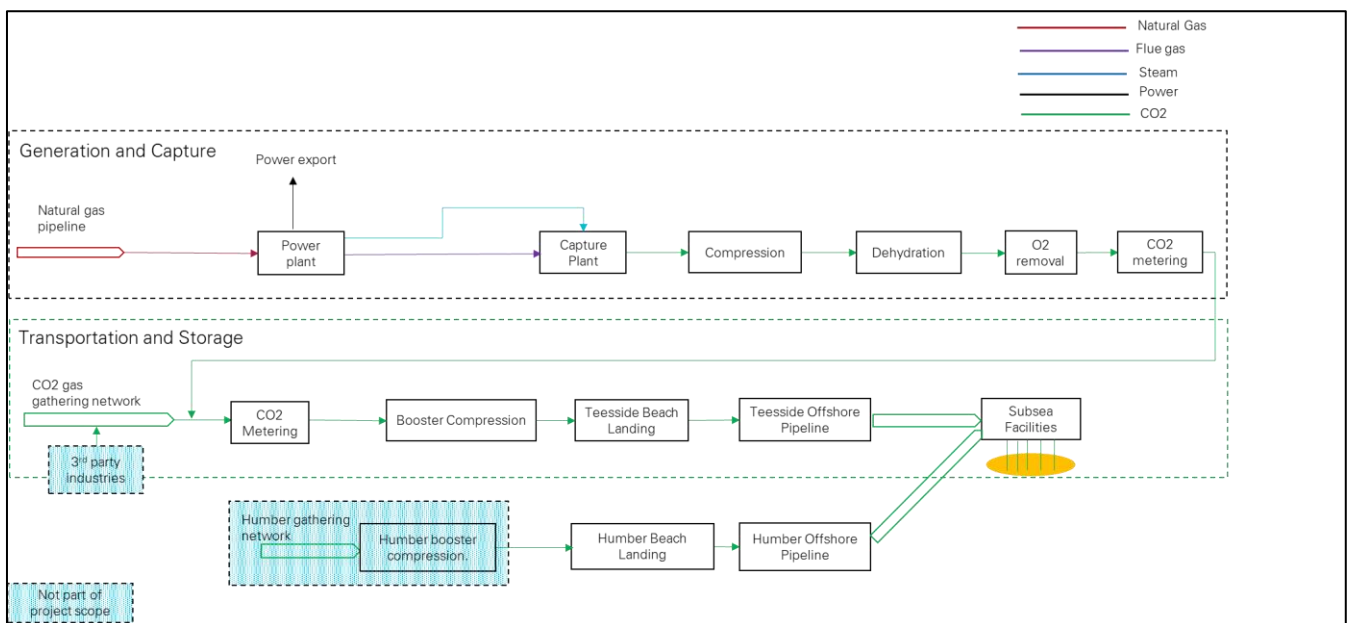 Natural Gas
Flue gas
Steam
Power
CO2
Generation and Capture
Power export
Natural gas
pipeline
Power
plant
Capture
Plant
Compression
Dehydration
O2
removal
CO2
metering
Transportation and Storage
CO2 gas
gathering network
CO2
Metering
Booster Compression
Teesside Beach
Landing
Teesside Offshore
Pipeline
Subsea
Facilities
3rd party
industries
Humber gathering
network
Humber booster
compression.
Humber Beach
Landing
Humber Offshore
Pipeline
Not part of
project scope